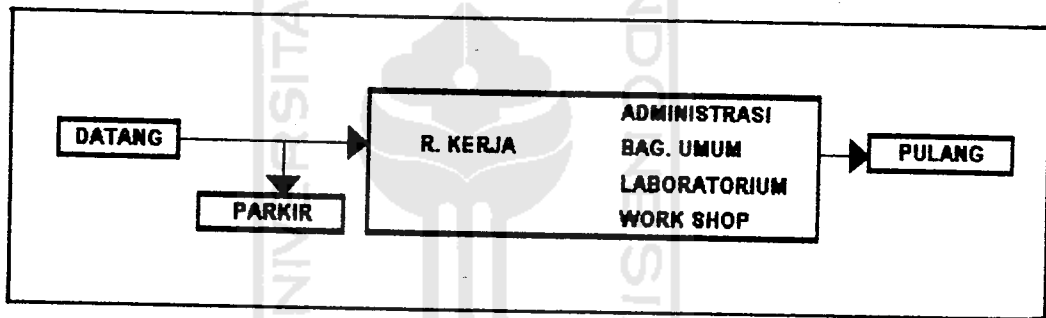 DATANG
PARKIR
R. KERJA
ADMINISTRASI
BAG. UMUM
LABORATORIUM
WORK SHOP
PULANG